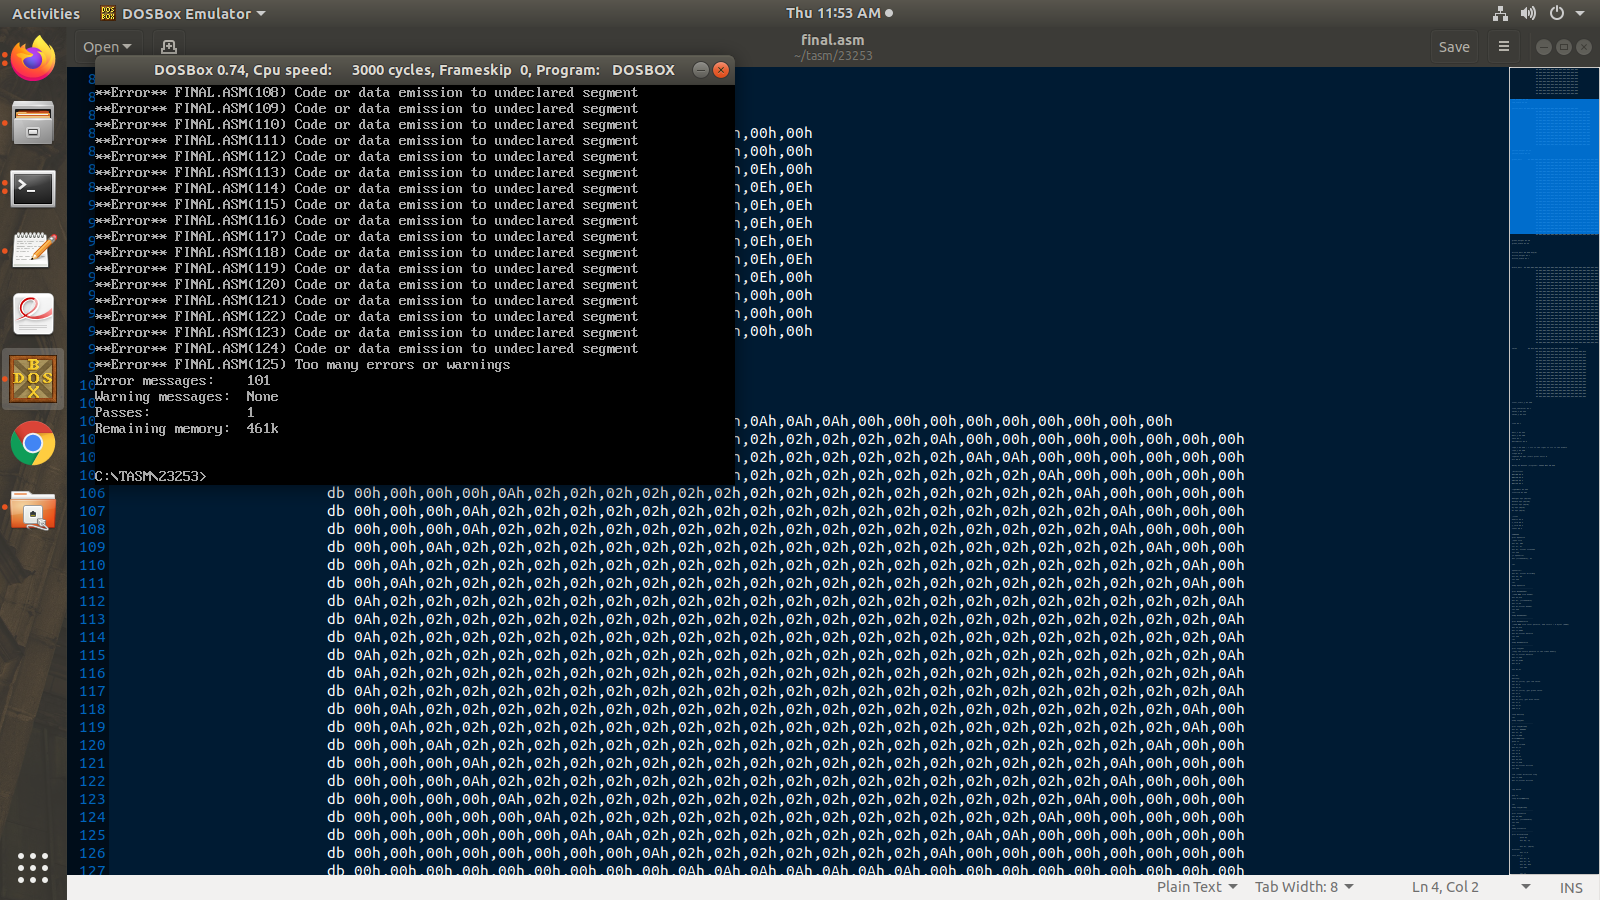 Activities DOSBox Emulator Thu 11:53 AM
Open final.asm Save
~/tasm/23253
DOSBox 0.74, Cpu speed: 3000 cycles, Frameskip 0, Program: DOSBOX
**Error** FINAL.ASM(108) Code or data emission to undeclared segment
**Error** FINAL.ASM(109) Code or data emission to undeclared segment
**Error** FINAL.ASM(110) Code or data emission to undeclared segment
**Error** FINAL.ASM(111) Code or data emission to undeclared segment
**Error** FINAL.ASM(112) Code or data emission to undeclared segment
**Error** FINAL.ASM(113) Code or data emission to undeclared segment
**Error** FINAL.ASM(114) Code or data emission to undeclared segment
**Error** FINAL.ASM(115) Code or data emission to undeclared segment
**Error** FINAL.ASM(116) Code or data emission to undeclared segment
**Error** FINAL.ASM(117) Code or data emission to undeclared segment
**Error** FINAL.ASM(118) Code or data emission to undeclared segment
**Error** FINAL.ASM(119) Code or data emission to undeclared segment
**Error** FINAL.ASM(120) Code or data emission to undeclared segment
**Error** FINAL.ASM(121) Code or data emission to undeclared segment
**Error** FINAL.ASM(122) Code or data emission to undeclared segment
**Error** FINAL.ASM(123) Code or data emission to undeclared segment
**Error** FINAL.ASM(124) Code or data emission to undeclared segment
**Error** FINAL.ASM(125) Too many errors or warnings
Error messages: 101
Warning messages: None
Passes: 1
Remaining memory: 461k
C:\TASM\23253>
h,00h,00h
h,00h,00h
h,0Eh,00h
h,0Eh,0Eh
h,0Eh,0Eh
h,0Eh,0Eh
h,0Eh,0Eh
h,0Eh,0Eh
h,0Eh,00h
h,00h,00h
h,00h,00h
h,00h,00h
h,0Ah,0Ah,0Ah,00h,00h,00h,00h,00h,00h,00h,00h,00h
h,02h,02h,02h,02h,02h,0Ah,00h,00h,00h,00h,00h,00h,00h,00h
h,02h,02h,02h,02h,02h,02h,0Ah,0Ah,00h,00h,00h,00h,00h,00h
h,02h,02h,02h,02h,02h,02h,02h,02h,0Ah,00h,00h,00h,00h,00h
106 db 00h,00h,00h,00h,0Ah,02h,02h,02h,02h,02h,02h,02h,02h,02h,02h,02h,02h,02h,02h,02h,0Ah,00h,00h,00h,00h
107 db 00h,00h,00h,0Ah,02h,02h,02h,02h,02h,02h,02h,02h,02h,02h,02h,02h,02h,02h,02h,02h,02h,0Ah,00h,00h,00h
108 db 00h,00h,00h,0Ah,02h,02h,02h,02h,02h,02h,02h,02h,02h,02h,02h,02h,02h,02h,02h,02h,02h,0Ah,00h,00h,00h
109 db 00h,00h,0Ah,02h,02h,02h,02h,02h,02h,02h,02h,02h,02h,02h,02h,02h,02h,02h,02h,02h,02h,02h,0Ah,00h,00h
110 db 00h,0Ah,02h,02h,02h,02h,02h,02h,02h,02h,02h,02h,02h,02h,02h,02h,02h,02h,02h,02h,02h,02h,02h,0Ah,00h
111 db 00h,0Ah,02h,02h,02h,02h,02h,02h,02h,02h,02h,02h,02h,02h,02h,02h,02h,02h,02h,02h,02h,02h,02h,0Ah,00h
112 db 0Ah,02h,02h,02h,02h,02h,02h,02h,02h,02h,02h,02h,02h,02h,02h,02h,02h,02h,02h,02h,02h,02h,02h,02h,0Ah
113 db 0Ah,02h,02h,02h,02h,02h,02h,02h,02h,02h,02h,02h,02h,02h,02h,02h,02h,02h,02h,02h,02h,02h,02h,02h,0Ah
114 db 0Ah,02h,02h,02h,02h,02h,02h,02h,02h,02h,02h,02h,02h,02h,02h,02h,02h,02h,02h,02h,02h,02h,02h,02h,0Ah
115 db 0Ah,02h,02h,02h,02h,02h,02h,02h,02h,02h,02h,02h,02h,02h,02h,02h,02h,02h,02h,02h,02h,02h,02h,02h,0Ah
116 db 0Ah,02h,02h,02h,02h,02h,02h,02h,02h,02h,02h,02h,02h,02h,02h,02h,02h,02h,02h,02h,02h,02h,02h,02h,0Ah
117 db 0Ah,02h,02h,02h,02h,02h,02h,02h,02h,02h,02h,02h,02h,02h,02h,02h,02h,02h,02h,02h,02h,02h,02h,02h,0Ah
118 db 00h,0Ah,02h,02h,02h,02h,02h,02h,02h,02h,02h,02h,02h,02h,02h,02h,02h,02h,02h,02h,02h,02h,02h,0Ah,00h
119 db 00h,0Ah,02h,02h,02h,02h,02h,02h,02h,02h,02h,02h,02h,02h,02h,02h,02h,02h,02h,02h,02h,02h,02h,0Ah,00h
120 db 00h,00h,0Ah,02h,02h,02h,02h,02h,02h,02h,02h,02h,02h,02h,02h,02h,02h,02h,02h,02h,02h,02h,0Ah,00h,00h
121 db 00h,00h,00h,0Ah,02h,02h,02h,02h,02h,02h,02h,02h,02h,02h,02h,02h,02h,02h,02h,02h,02h,0Ah,00h,00h,00h
122 db 00h,00h,00h,0Ah,02h,02h,02h,02h,02h,02h,02h,02h,02h,02h,02h,02h,02h,02h,02h,02h,02h,0Ah,00h,00h,00h
123 db 00h,00h,00h,00h,0Ah,02h,02h,02h,02h,02h,02h,02h,02h,02h,02h,02h,02h,02h,02h,02h,0Ah,00h,00h,00h,00h
124 db 00h,00h,00h,00h,00h,0Ah,02h,02h,02h,02h,02h,02h,02h,02h,02h,02h,02h,02h,02h,0Ah,00h,00h,00h,00h,00h
125 db 00h,00h,00h,00h,00h,00h,0Ah,0Ah,02h,02h,02h,02h,02h,02h,02h,02h,02h,0Ah,0Ah,00h,00h,00h,00h,00h,00h
126 db 00h,00h,00h,00h,00h,00h,00h,00h,0Ah,02h,02h,02h,02h,02h,02h,02h,0Ah,00h,00h,00h,00h,00h,00h,00h,00h
127 db 00h,00h,00h,00h,00h,00h,00h,00h,00h,0Ah,0Ah,0Ah,0Ah,0Ah,0Ah,0Ah,00h,00h,00h,00h,00h,00h,00h,00h,00h
Plain Text Tab Width: 8 Ln 4, Col 2 INS